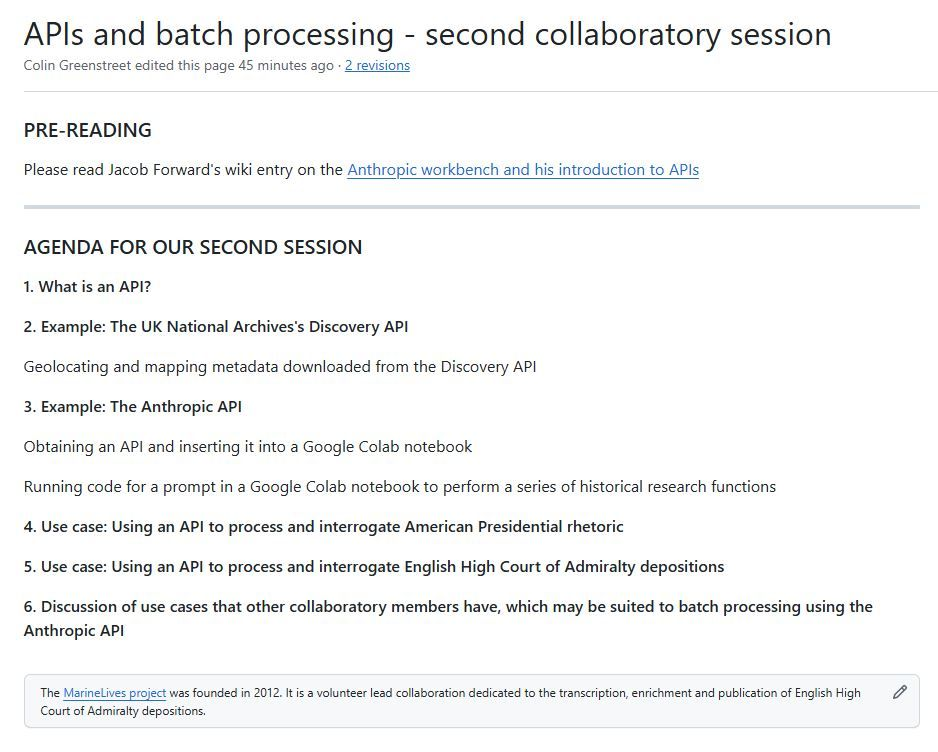 APIs and batch processing - second collaboratory session
Colin Greenstreet edited this page 45 minutes ago · 2 revisions
PRE-READING
Please read Jacob Forward's wiki entry on the Anthropic workbench and his introduction to APIs
AGENDA FOR OUR SECOND SESSION
1. What is an API?
2. Example: The UK National Archives's Discovery API
Geolocating and mapping metadata downloaded from the Discovery API
3. Example: The Anthropic API
Obtaining an API and inserting it into a Google Colab notebook
Running code for a prompt in a Google Colab notebook to perform a series of historical research functions
4. Use case: Using an API to process and interrogate American Presidential rhetoric
5. Use case: Using an API to process and interrogate English High Court of Admiralty depositions
6. Discussion of use cases that other collaboratory members have, which may be suited to batch processing using the
Anthropic API
The MarineLives project was founded in 2012. It is a volunteer lead collaboration dedicated to the transcription, enrichment and publication of English High
Court of Admiralty depositions.